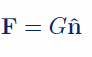 𝐅 = Gn̂